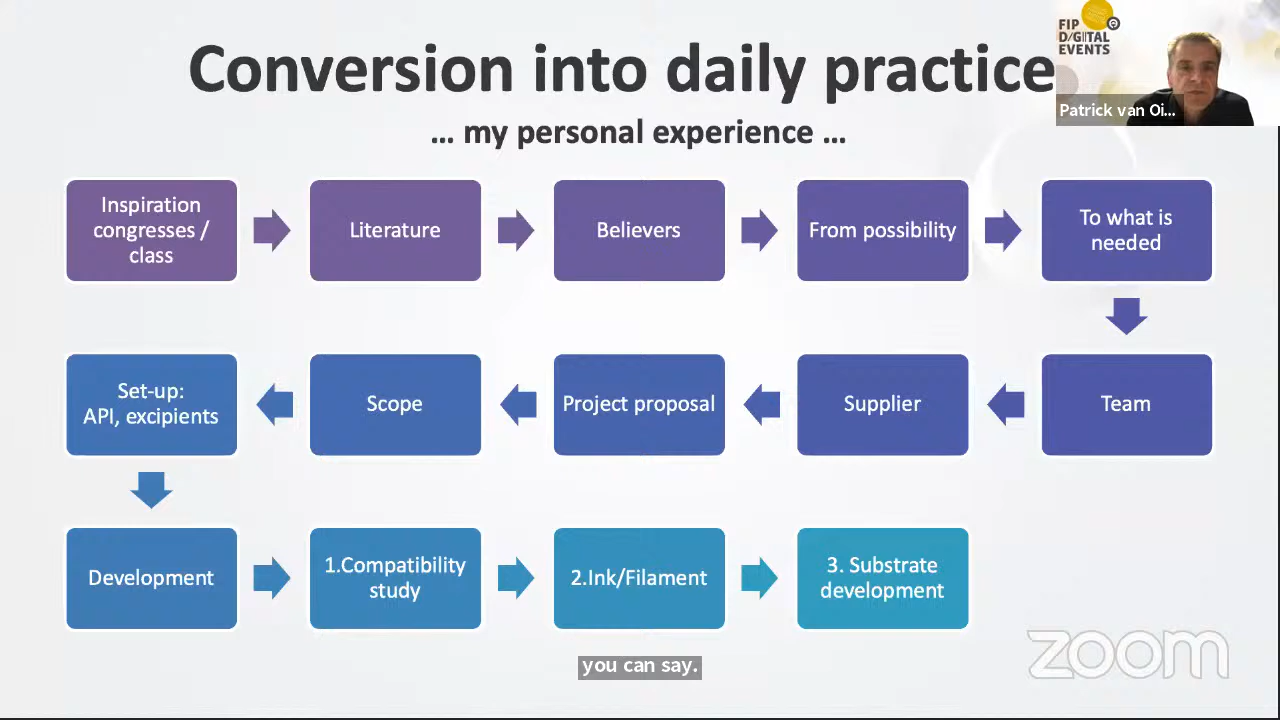 Conversion into daily practice
... my personal experience ...
FIP
DIGITAL
EVENTS
Patrick van Oi...
Inspiration
congresses /
class
Literature
Believers
From possibility
To what is
needed
Team
Supplier
Project proposal
Scope
Set-up:
API, excipients
Development
1.Compatibility
study
2.Ink/Filament
3. Substrate
development
you can say.
zoom